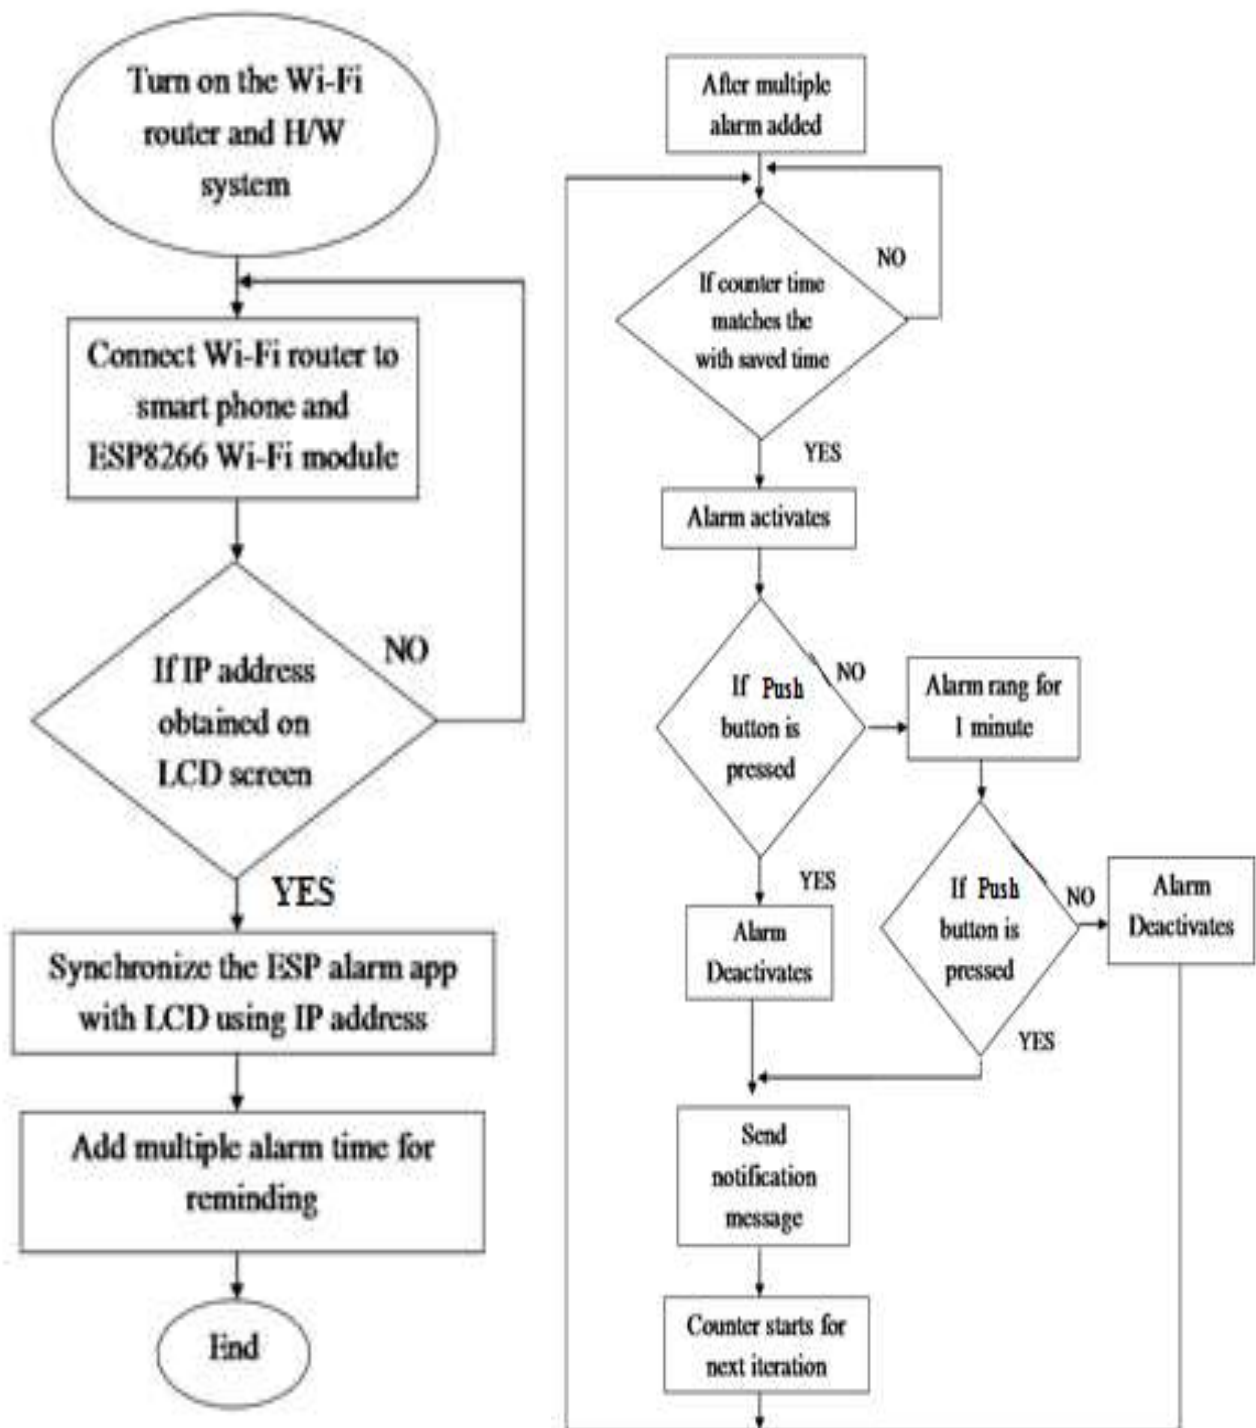 Turn on the Wi-Fi
router and H/W
system
Connect Wi-Fi router to
smart phone and
ESP8266 Wi-Fi module
If IP address
obtained on
LCD screen
NO
YES
Synchronize the ESP alarm app
with LCD using IP address
Add multiple alarm time for
reminding
End
After multiple
alarm added
If counter time
matches the
with saved time
NO
YES
Alarm activates
If Push
button is
pressed
NO
Alarm rang for
1 minute
YES
Alarm
Deactivates
If Push
button is
pressed
NO
Alarm
Deactivates
YES
Send
notification
message
Counter starts for
next iteration